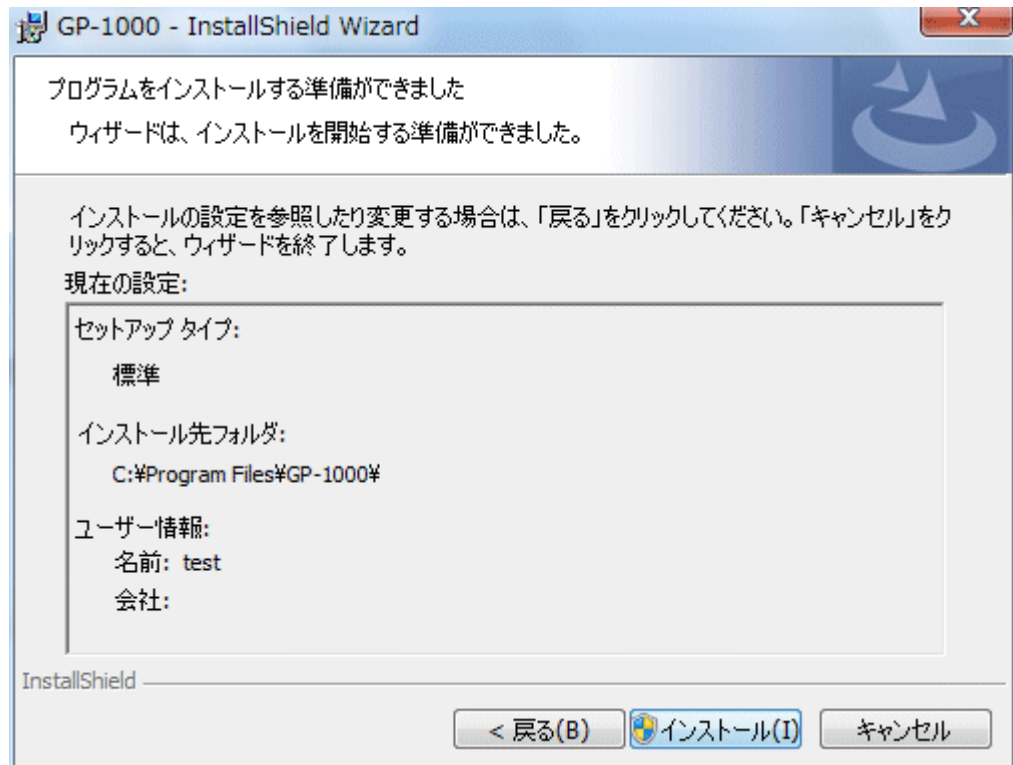 GP-1000 - InstallShield Wizard
プログラムをインストールする準備ができました
ウィザードは、インストールを開始する準備ができました。
インストールの設定を参照したり変更する場合は、「戻る」をクリックしてください。「キャンセル」をク
リックすると、ウィザードを終了します。
現在の設定:
セットアップ タイプ:
標準
インストール先フォルダ:
C:¥Program Files¥GP-1000¥
ユーザー情報:
名前: test
会社:
InstallShield
< 戻る(B) インストール(I) キャンセル